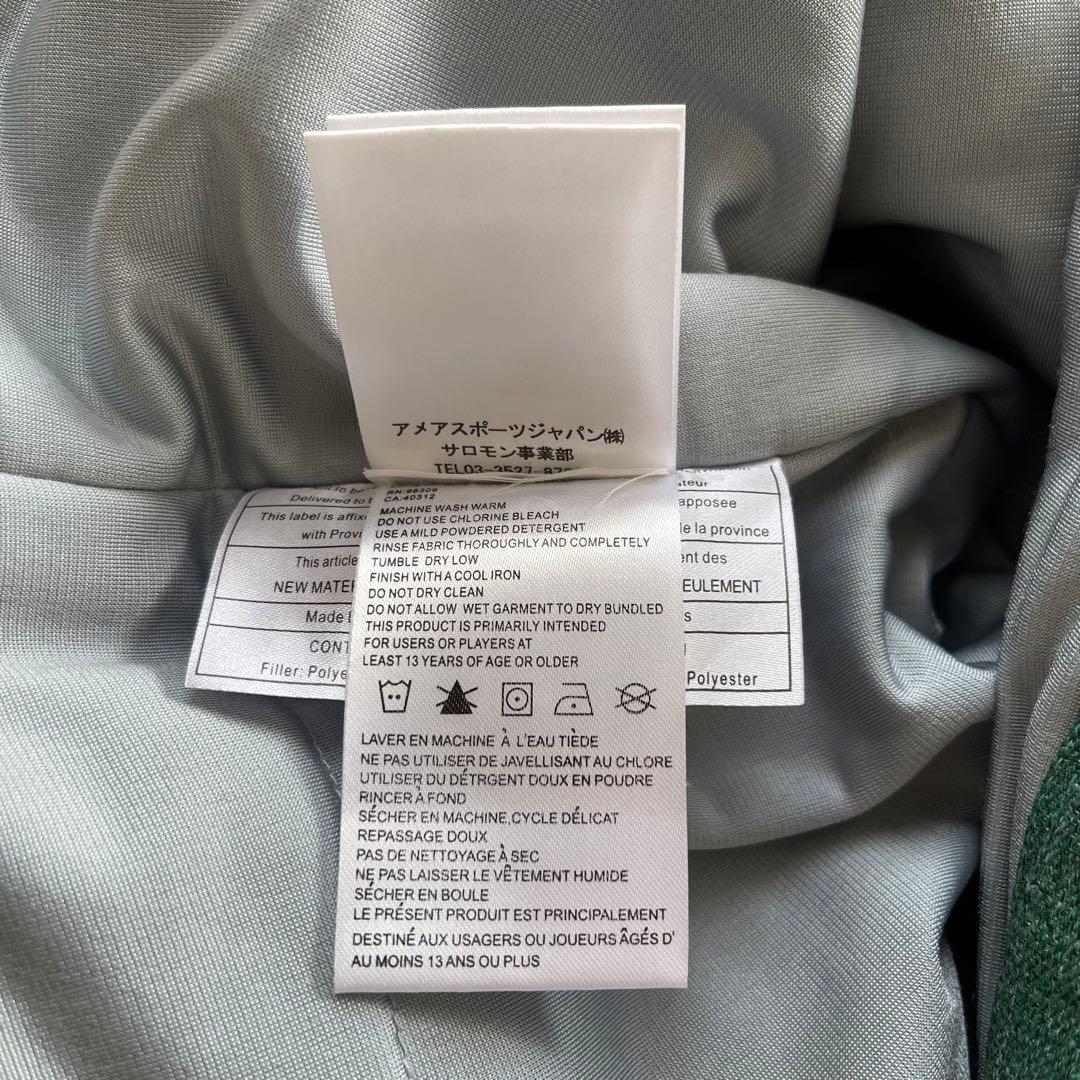 アメアスポーツジャパン㈱
サロモン事業部
TEL03-3527-87
RN:96309
CA:40312
MACHINE WASH WARM
DO NOT USE CHLORINE BLEACH
USE A MILD POWDERED DETERGENT
RINSE FABRIC THOROUGHLY AND COMPLETELY
TUMBLE DRY LOW
FINISH WITH A COOL IRON
DO NOT DRY CLEAN
DO NOT ALLOW WET GARMENT TO DRY BUNDLED
THIS PRODUCT IS PRIMARILY INTENDED
FOR USERS OR PLAYERS AT
LEAST 13 YEARS OF AGE OR OLDER
LAVER EN MACHINE À L'EAU TIÈDE
NE PAS UTILISER DE JAVELLISANT AU CHLORE
UTILISER DU DÉTRGENT DOUX EN POUDRE
RINCER À FOND
SÉCHER EN MACHINE,CYCLE DÉLICAT
REPASSAGE DOUX
PAS DE NETTOYAGE À SEC
NE PAS LAISSER LE VÊTEMENT HUMIDE
SÉCHER EN BOULE
LE PRÉSENT PRODUIT EST PRINCIPALEMENT
DESTINÉ AUX USAGERS OU JOUEURS ÂGÉS D'
AU MOINS 13 ANS OU PLUS
to be
Delivered to t
This label is affix
with Provi
This article
NEW MATE
Made
CONT
Filler: Polye
ateur
apposee
de la province
ent des
EULEMENT
s
Polyester